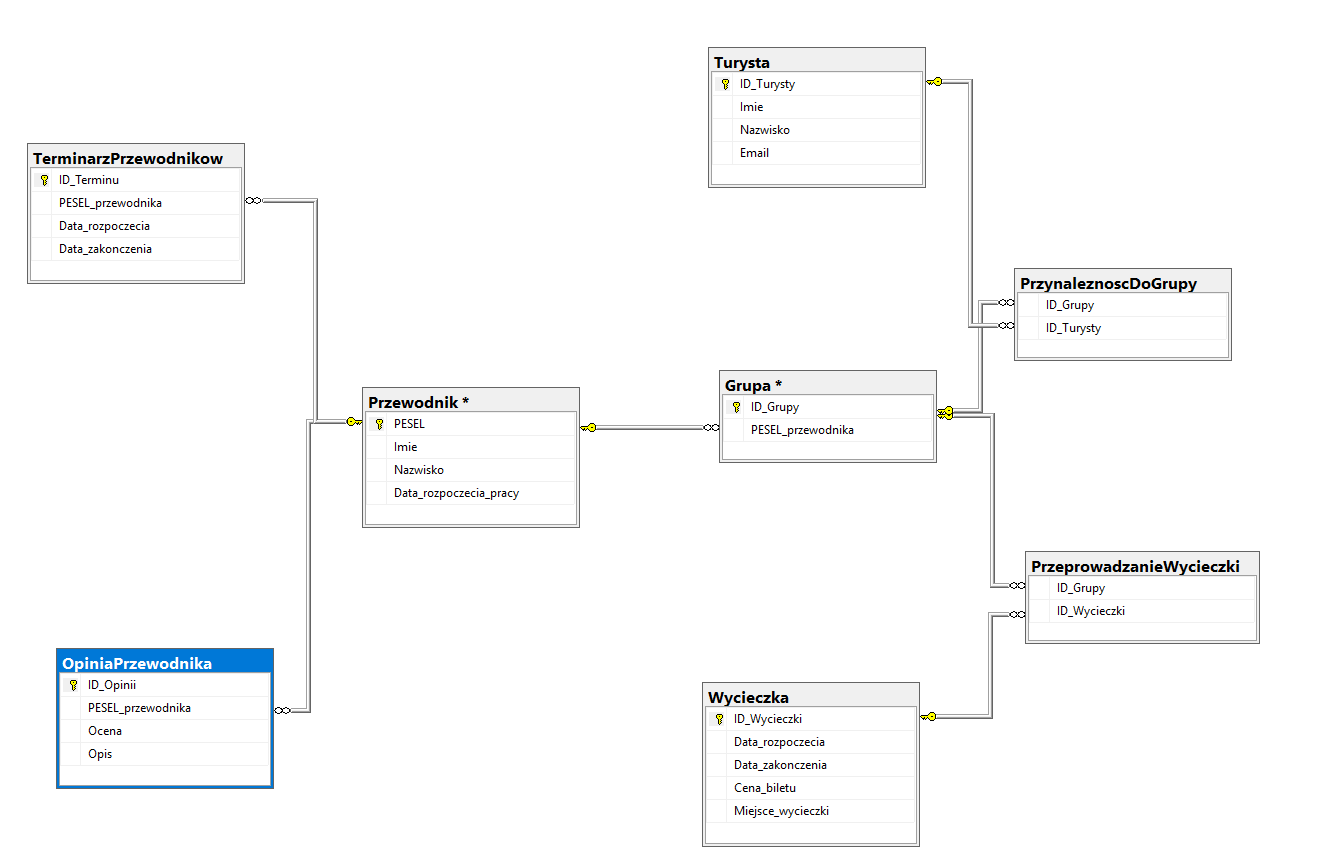 Turysta
ID_Turysty
Imie
Nazwisko
Email
TerminarzPrzewodnikow
ID_Terminu
PESEL_przewodnika
Data_rozpoczecia
Data_zakonczenia
PrzynaleznoscDoGrupy
ID_Grupy
ID_Turysty
Przewodnik *
PESEL
Imie
Nazwisko
Data_rozpoczecia_pracy
Grupa *
ID_Grupy
PESEL_przewodnika
PrzeprowadzanieWycieczki
ID_Grupy
ID_Wycieczki
OpiniaPrzewodnika
ID_Opinii
PESEL_przewodnika
Ocena
Opis
Wycieczka
ID_Wycieczki
Data_rozpoczecia
Data_zakonczenia
Cena_biletu
Miejsce_wycieczki